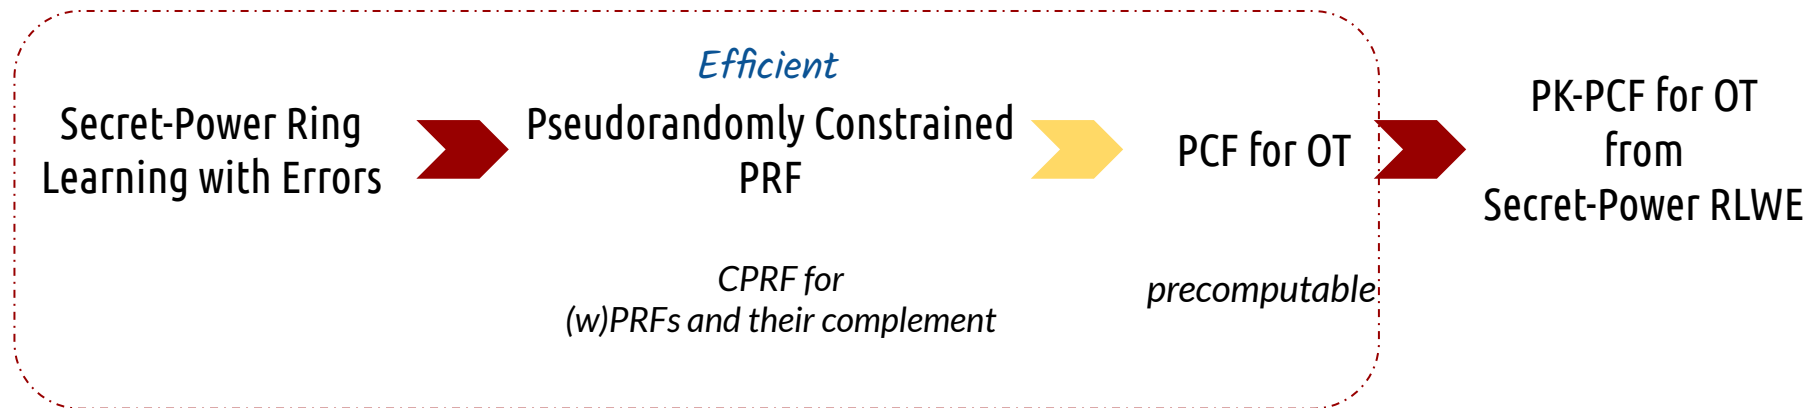 Secret-Power Ring
Learning with Errors
Efficient
Pseudorandomly Constrained
PRF
CPRF for
(w)PRFs and their complement
PCF for OT
precomputable
PK-PCF for OT
from
Secret-Power RLWE